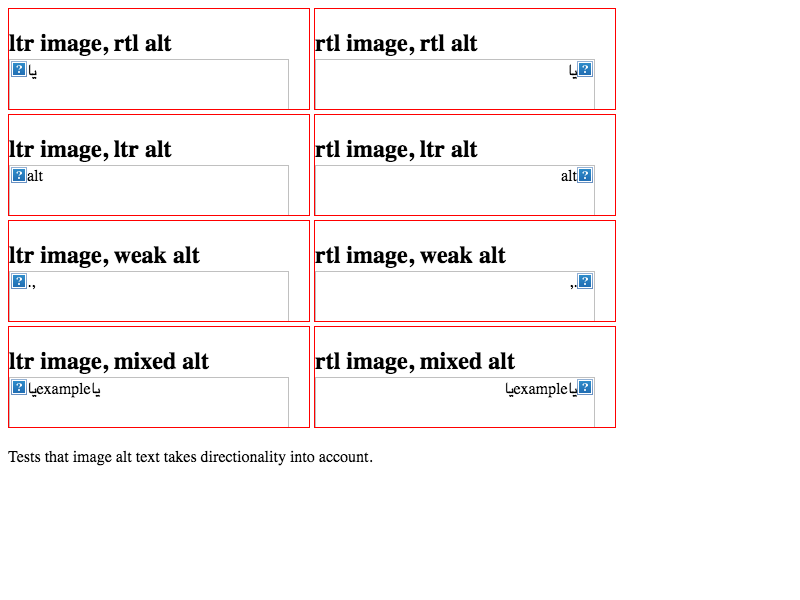 ltr image, rtl alt
يا
rtl image, rtl alt
يا
ltr image, ltr alt
alt
rtl image, ltr alt
alt
ltr image, weak alt
.,
rtl image, weak alt
,.
ltr image, mixed alt
ياexampleيا
rtl image, mixed alt
ياexampleيا
Tests that image alt text takes directionality into account.